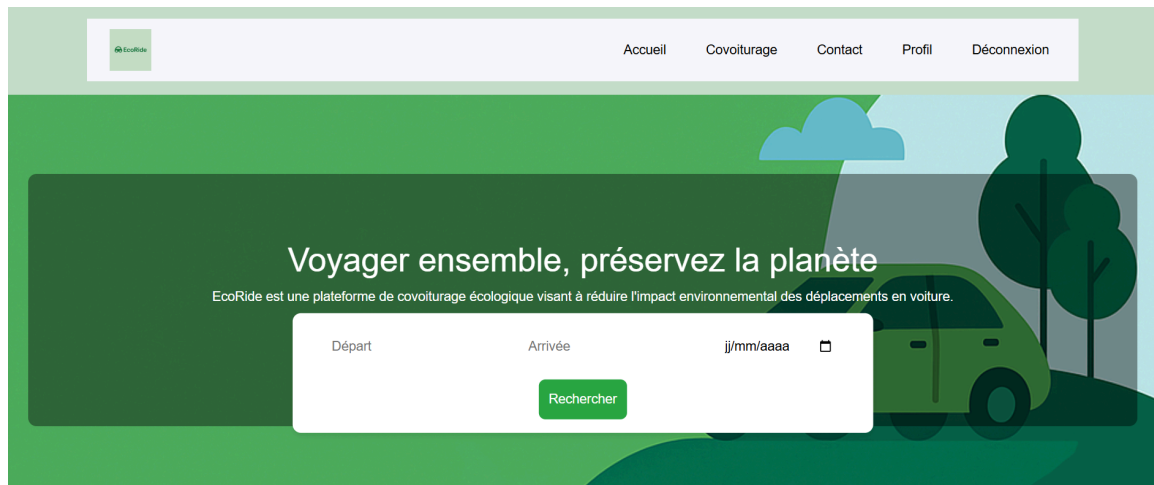 EcoRide
Accueil Covoiturage Contact Profil Déconnexion
Voyager ensemble, préservez la planète
EcoRide est une plateforme de covoiturage écologique visant à réduire l'impact environnemental des déplacements en voiture.
Départ Arrivée jj/mm/aaaa
Rechercher